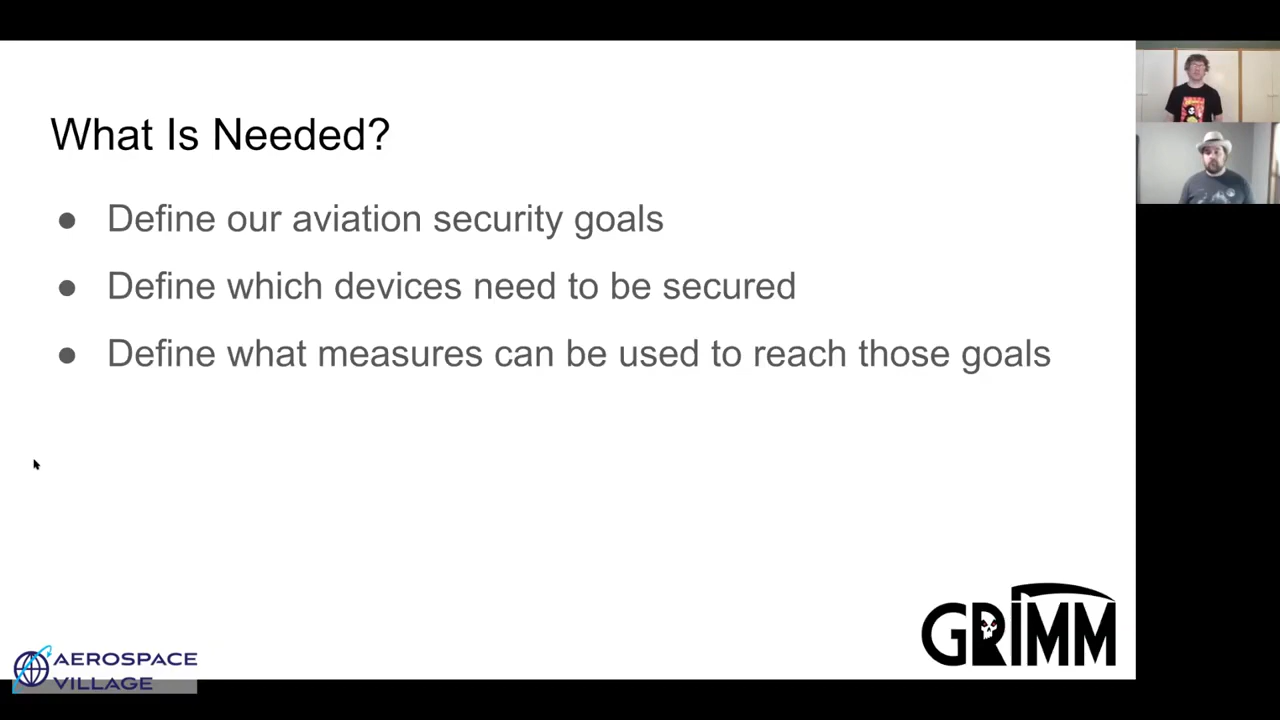 What Is Needed?
● Define our aviation security goals
● Define which devices need to be secured
● Define what measures can be used to reach those goals
GRIMM
AEROSPACE
VILLAGE